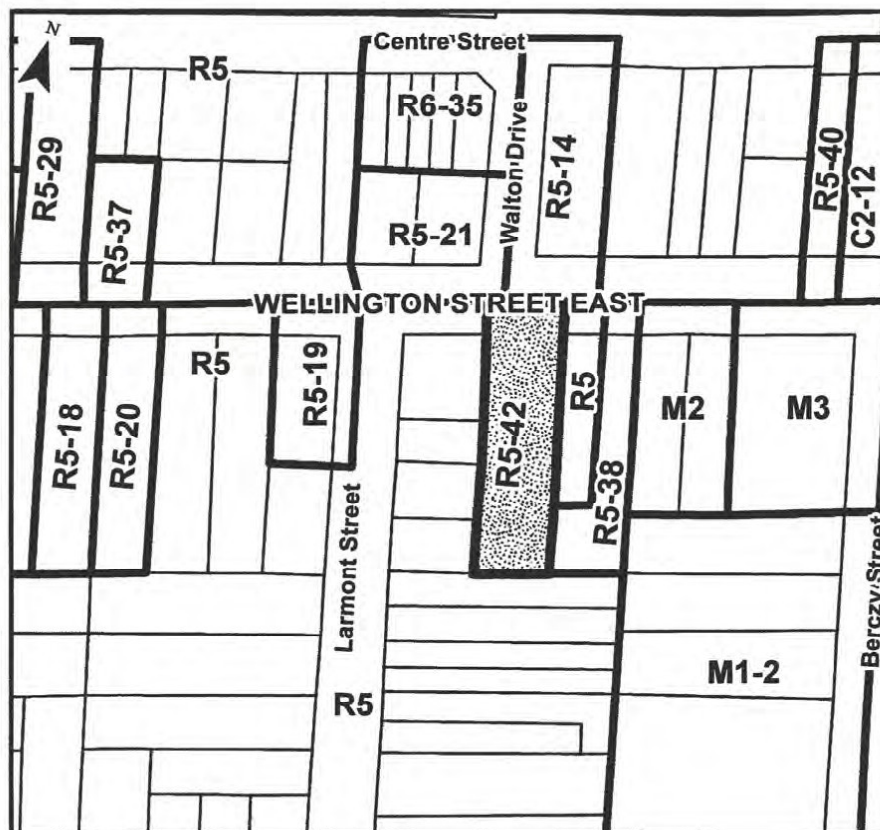 N
Centre Street
R5
R6-35
R5-29
R5-37
R5-21
Walton Drive
R5-14
R5-40
C2-12
WELLINGTON STREET EAST
R5-18
R5-20
R5
R5-19
R5-42
R5
R5-38
M2
M3
Larmont Street
Berczy Street
R5
M1-2